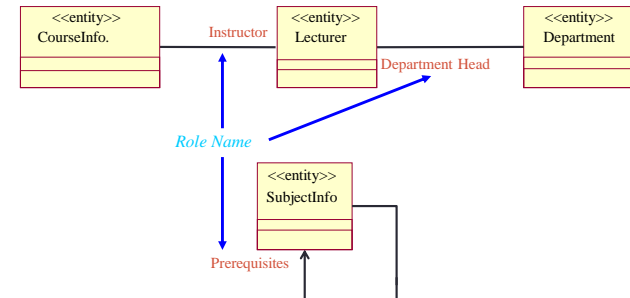 <<entity>>
CourseInfo.
Instructor
<<entity>>
Lecturer
Department Head
<<entity>>
Department
Role Name
<<entity>>
SubjectInfo
Prerequisites